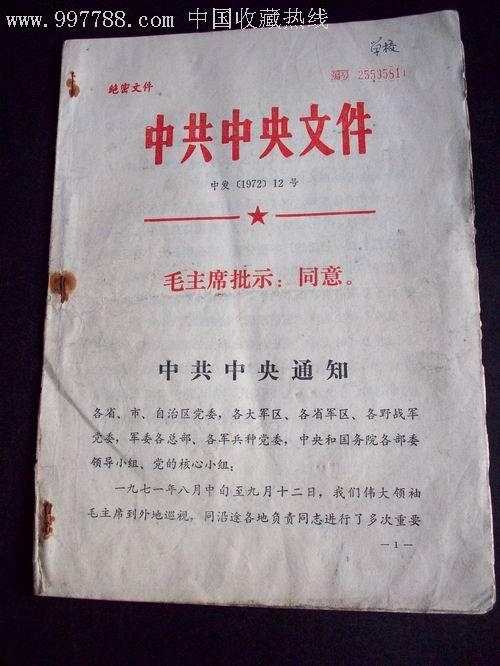 www.997788.com 中国收藏热线
学校
编号 2559581
绝密文件
中共中央文件
中发〔1972〕12 号
毛主席批示：同意。
中共中央通知
各省、市、自治区党委，各大军区、各省军区、各野战军
党委，军委各总部、各军兵种党委，中央和国务院各部委
领导小组、党的核心小组：
一九七一年八月中旬至九月十二日，我们伟大领袖
毛主席到外地巡视，同沿途各地负责同志进行了多次重要
—1—